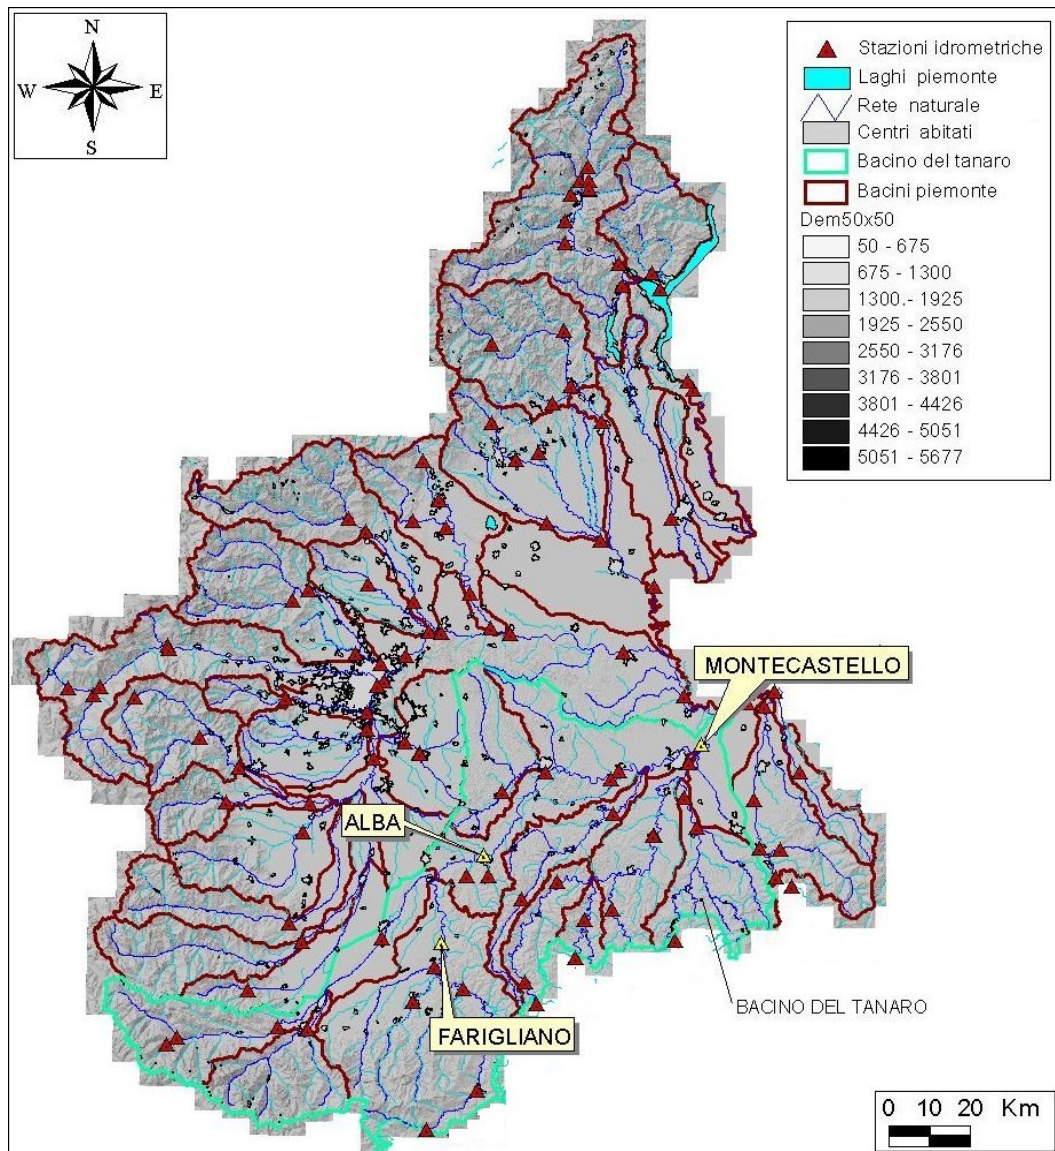 N
W E
S
Stazioni idrometriche
Laghi piemonte
Rete naturale
Centri abitati
Bacino del tanaro
Bacini piemonte
Dem50x50
50 - 675
675 - 1300
1300.- 1925
1925 - 2550
2550 - 3176
3176 - 3801
3801 - 4426
4426 - 5051
5051 - 5677
MONTECASTELLO
ALBA
BACINO DEL TANARO
FARIGLIANO
0 10 20 Km